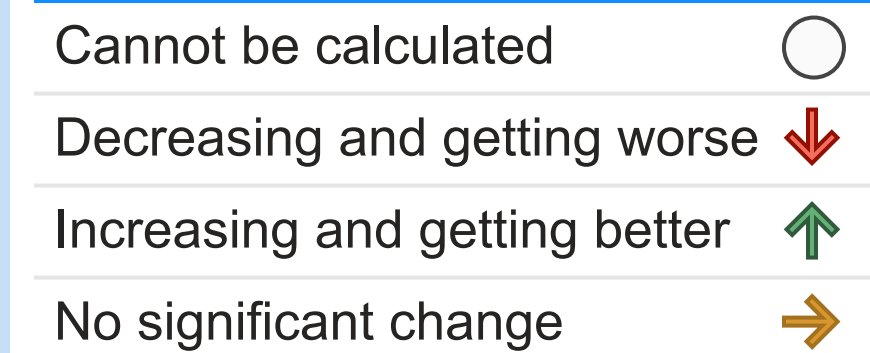 Cannot be calculated
Decreasing and getting worse
Increasing and getting better
No significant change